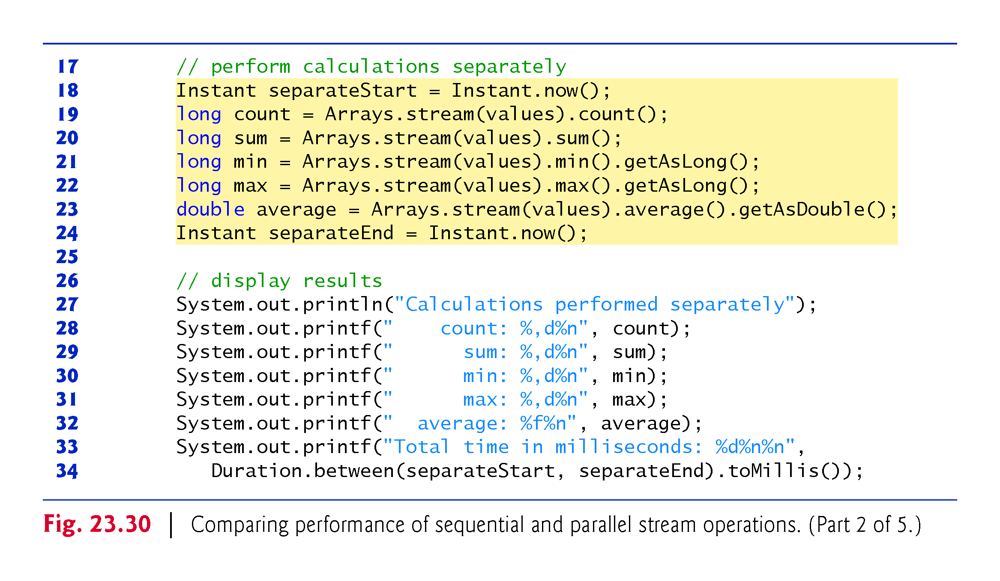 17 // perform calculations separately
18 Instant separateStart = Instant.now();
19 long count = Arrays.stream(values).count();
20 long sum = Arrays.stream(values).sum();
21 long min = Arrays.stream(values).min().getAsLong();
22 long max = Arrays.stream(values).max().getAsLong();
23 double average = Arrays.stream(values).average().getAsDouble();
24 Instant separateEnd = Instant.now();
25
26 // display results
27 System.out.println("Calculations performed separately");
28 System.out.printf("    count: %,d%n", count);
29 System.out.printf("      sum: %,d%n", sum);
30 System.out.printf("      min: %,d%n", min);
31 System.out.printf("      max: %,d%n", max);
32 System.out.printf("  average: %f%n", average);
33 System.out.printf("Total time in milliseconds: %d%n%n",
34    Duration.between(separateStart, separateEnd).toMillis());
Fig. 23.30 | Comparing performance of sequential and parallel stream operations. (Part 2 of 5.)